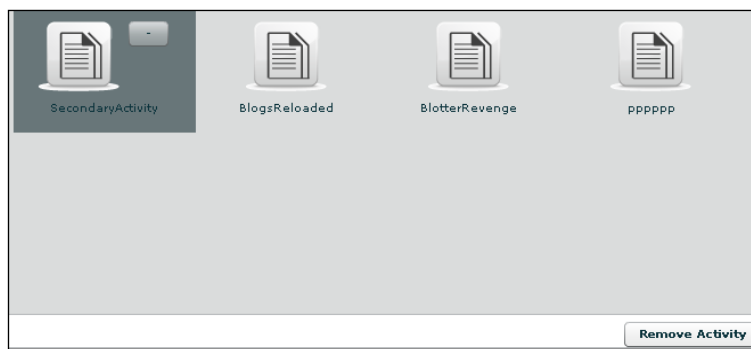 -
SecondaryActivity
BlogsReloaded
BlotterRevenge
pppppp
Remove Activity